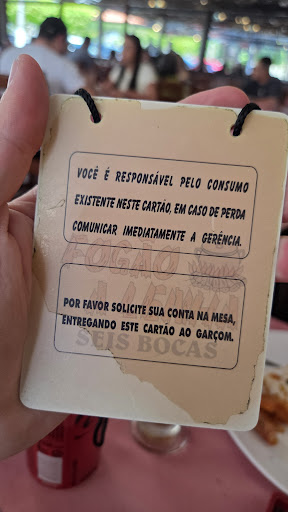 VOCÊ É RESPONSÁVEL PELO CONSUMO
EXISTENTE NESTE CARTÃO, EM CASO DE PERDA
COMUNICAR IMEDIATAMENTE A GERÊNCIA.
FOGÃO
A LENHA
POR FAVOR SOLICITE SUA CONTA NA MESA,
ENTREGANDO ESTE CARTÃO AO GARÇOM.
SEIS BOCAS